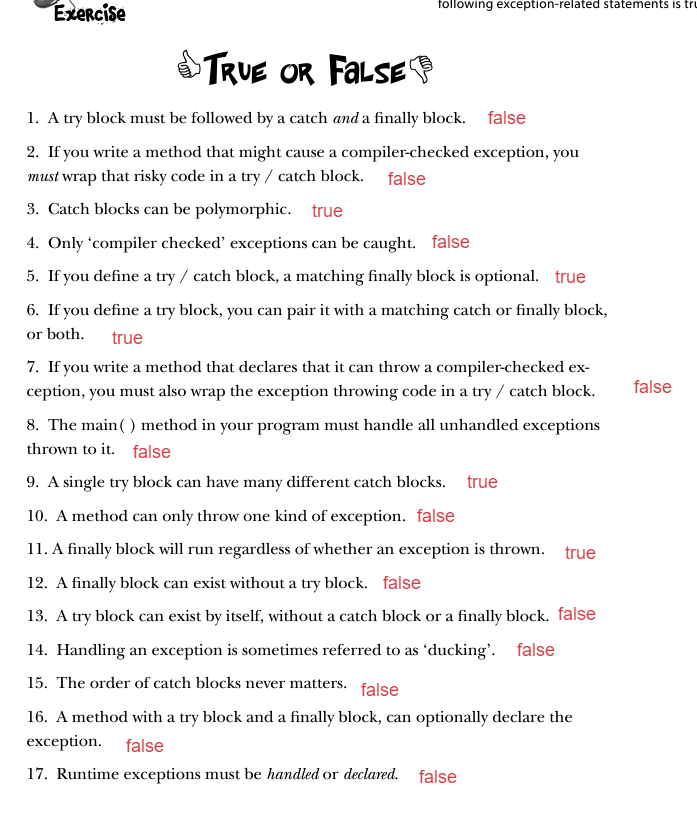 following exception-related statements is tru
Exercise
TRUE OR FALSE
1. A try block must be followed by a catch and a finally block. false
2. If you write a method that might cause a compiler-checked exception, you
must wrap that risky code in a try / catch block. false
3. Catch blocks can be polymorphic. true
4. Only ‘compiler checked’ exceptions can be caught. false
5. If you define a try / catch block, a matching finally block is optional. true
6. If you define a try block, you can pair it with a matching catch or finally block,
or both. true
7. If you write a method that declares that it can throw a compiler-checked ex-
ception, you must also wrap the exception throwing code in a try / catch block. false
8. The main( ) method in your program must handle all unhandled exceptions
thrown to it. false
9. A single try block can have many different catch blocks. true
10. A method can only throw one kind of exception. false
11. A finally block will run regardless of whether an exception is thrown. true
12. A finally block can exist without a try block. false
13. A try block can exist by itself, without a catch block or a finally block. false
14. Handling an exception is sometimes referred to as ‘ducking’. false
15. The order of catch blocks never matters. false
16. A method with a try block and a finally block, can optionally declare the
exception. false
17. Runtime exceptions must be handled or declared. false